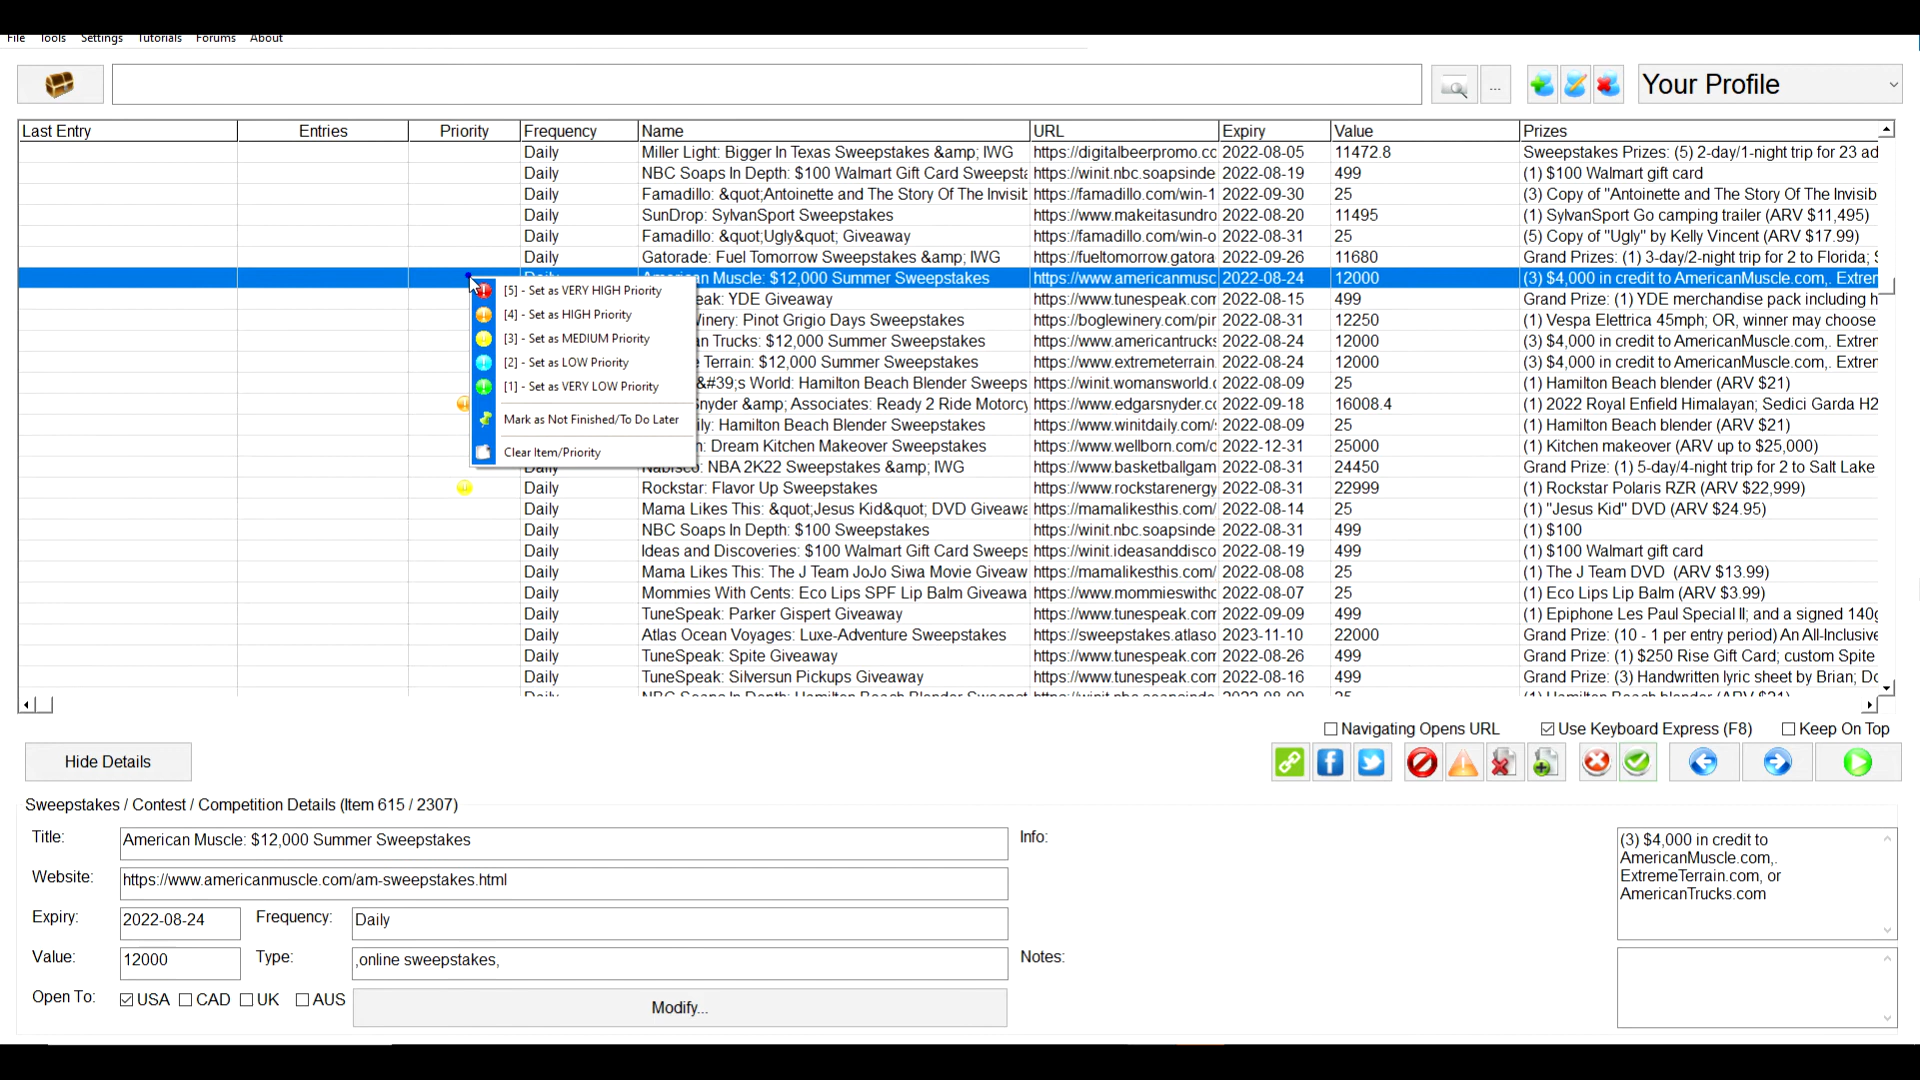 File Tools Settings Tutorials Forums About
... Your Profile
Last Entry Entries Priority Frequency Name URL Expiry Value Prizes
Daily Miller Light: Bigger In Texas Sweepstakes &amp; IWG https://digitalbeerpromo.cc 2022-08-05 11472.8 Sweepstakes Prizes: (5) 2-day/1-night trip for 23 ad
Daily NBC Soaps In Depth: $100 Walmart Gift Card Sweepst https://winit.nbc.soapsinde 2022-08-19 499 (1) $100 Walmart gift card
Daily Famadillo: &quot;Antoinette and The Story Of The Invisib https://famadillo.com/win-1 2022-09-30 25 (3) Copy of "Antoinette and The Story Of The Invisib
Daily SunDrop: SylvanSport Sweepstakes https://www.makeitasundro 2022-08-20 11495 (1) SylvanSport Go camping trailer (ARV $11,495)
Daily Famadillo: &quot;Ugly&quot; Giveaway https://famadillo.com/win-o 2022-08-31 25 (5) Copy of "Ugly" by Kelly Vincent (ARV $17.99)
Daily Gatorade: Fuel Tomorrow Sweepstakes &amp; IWG https://fueltomorrow.gatora 2022-09-26 11680 Grand Prizes: (1) 3-day/2-night trip for 2 to Florida;
American Muscle: $12,000 Summer Sweepstakes https://www.americanmusc 2022-08-24 12000 (3) $4,000 in credit to AmericanMuscle.com,. Extrem
[5] - Set as VERY HIGH Priority eak: YDE Giveaway https://www.tunespeak.com 2022-08-15 499 Grand Prize: (1) YDE merchandise pack including h
[4] - Set as HIGH Priority Winery: Pinot Grigio Days Sweepstakes https://boglewinery.com/pir 2022-08-31 12250 (1) Vespa Elettrica 45mph; OR, winner may choose
[3] - Set as MEDIUM Priority an Trucks: $12,000 Summer Sweepstakes https://www.americantrucks 2022-08-24 12000 (3) $4,000 in credit to AmericanMuscle.com,. Extrem
[2] - Set as LOW Priority e Terrain: $12,000 Summer Sweepstakes https://www.extremeterrain. 2022-08-24 12000 (3) $4,000 in credit to AmericanMuscle.com,. Extrem
[1] - Set as VERY LOW Priority &#39;s World: Hamilton Beach Blender Sweeps https://winit.womansworld.c 2022-08-09 25 (1) Hamilton Beach blender (ARV $21)
Snyder &amp; Associates: Ready 2 Ride Motorcy https://www.edgarsnyder.cc 2022-09-18 16008.4 (1) 2022 Royal Enfield Himalayan; Sedici Garda H2
Mark as Not Finished/To Do Later ily: Hamilton Beach Blender Sweepstakes https://www.winitdaily.com/ 2022-08-09 25 (1) Hamilton Beach blender (ARV $21)
Clear Item/Priority n: Dream Kitchen Makeover Sweepstakes https://www.wellborn.com/d 2022-12-31 25000 (1) Kitchen makeover (ARV up to $25,000)
Daily Nabisco: NBA 2K22 Sweepstakes &amp; IWG https://www.basketballgam 2022-08-31 24450 Grand Prize: (1) 5-day/4-night trip for 2 to Salt Lake
Daily Rockstar: Flavor Up Sweepstakes https://www.rockstarenergy 2022-08-31 22999 (1) Rockstar Polaris RZR (ARV $22,999)
Daily Mama Likes This: &quot;Jesus Kid&quot; DVD Giveawa https://mamalikesthis.com/ 2022-08-14 25 (1) "Jesus Kid" DVD (ARV $24.95)
Daily NBC Soaps In Depth: $100 Sweepstakes https://winit.nbc.soapsinde 2022-08-31 499 (1) $100
Daily Ideas and Discoveries: $100 Walmart Gift Card Sweeps https://winit.ideasanddisco 2022-08-19 499 (1) $100 Walmart gift card
Daily Mama Likes This: The J Team JoJo Siwa Movie Giveaw https://mamalikesthis.com/ 2022-08-08 25 (1) The J Team DVD (ARV $13.99)
Daily Mommies With Cents: Eco Lips SPF Lip Balm Giveawa https://www.mommieswithc 2022-08-07 25 (1) Eco Lips Lip Balm (ARV $3.99)
Daily TuneSpeak: Parker Gispert Giveaway https://www.tunespeak.com 2022-09-09 499 (1) Epiphone Les Paul Special II; and a signed 140g
Daily Atlas Ocean Voyages: Luxe-Adventure Sweepstakes https://sweepstakes.atlaso 2023-11-10 22000 Grand Prize: (10 - 1 per entry period) An All-Inclusive
Daily TuneSpeak: Spite Giveaway https://www.tunespeak.com 2022-08-26 499 Grand Prize: (1) $250 Rise Gift Card; custom Spite
Daily TuneSpeak: Silversun Pickups Giveaway https://www.tunespeak.com 2022-08-16 499 Grand Prize: (3) Handwritten lyric sheet by Brian; Do
Navigating Opens URL Use Keyboard Express (F8) Keep On Top
Hide Details
Sweepstakes / Contest / Competition Details (Item 615 / 2307)
Title: American Muscle: $12,000 Summer Sweepstakes Info: (3) $4,000 in credit to
AmericanMuscle.com,.
ExtremeTerrain.com, or
AmericanTrucks.com
Website: https://www.americanmuscle.com/am-sweepstakes.html
Expiry: 2022-08-24 Frequency: Daily
Value: 12000 Type: ,online sweepstakes, Notes:
Open To: USA CAD UK AUS Modify...